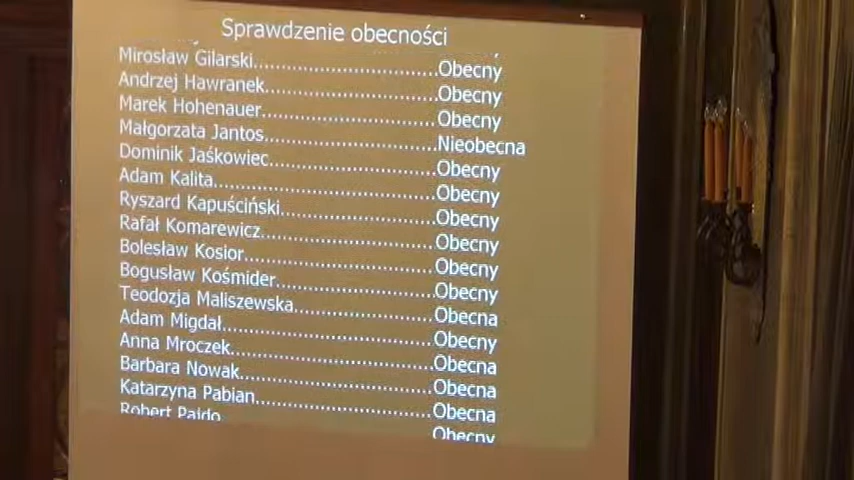 Sprawdzenie obecności
Mirosław Gilarski..............................Obecny
Andrzej Hawranek..............................Obecny
Marek Hohenauer..............................Obecny
Małgorzata Jantos..............................Nieobecna
Dominik Jaśkowiec..............................Obecny
Adam Kalita..............................Obecny
Ryszard Kapuściński..............................Obecny
Rafał Komarewicz..............................Obecny
Bolesław Kosior..............................Obecny
Bogusław Kośmider..............................Obecny
Teodozja Maliszewska..............................Obecna
Adam Migdał..............................Obecny
Anna Mroczek..............................Obecna
Barbara Nowak..............................Obecna
Katarzyna Pabian..............................Obecna
Robert Pajdo Obecny